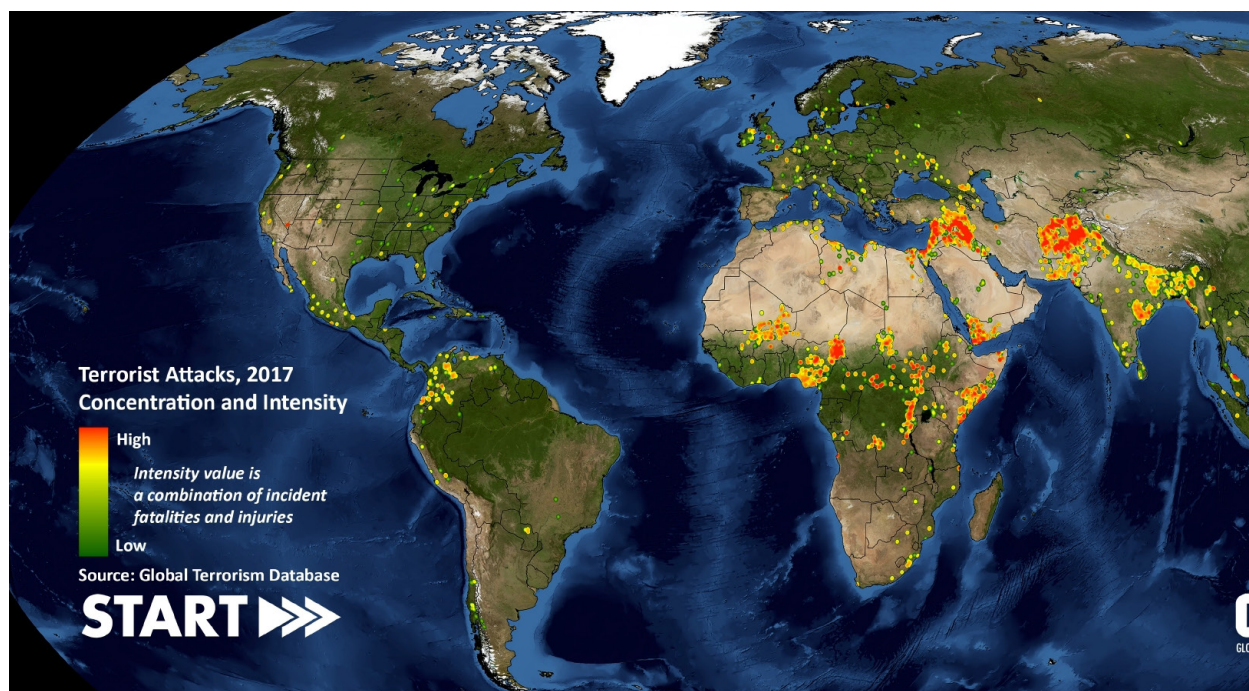 Terrorist Attacks, 2017
Concentration and Intensity
High
Intensity value is
a combination of incident
fatalities and injuries
Low
Source: Global Terrorism Database
START